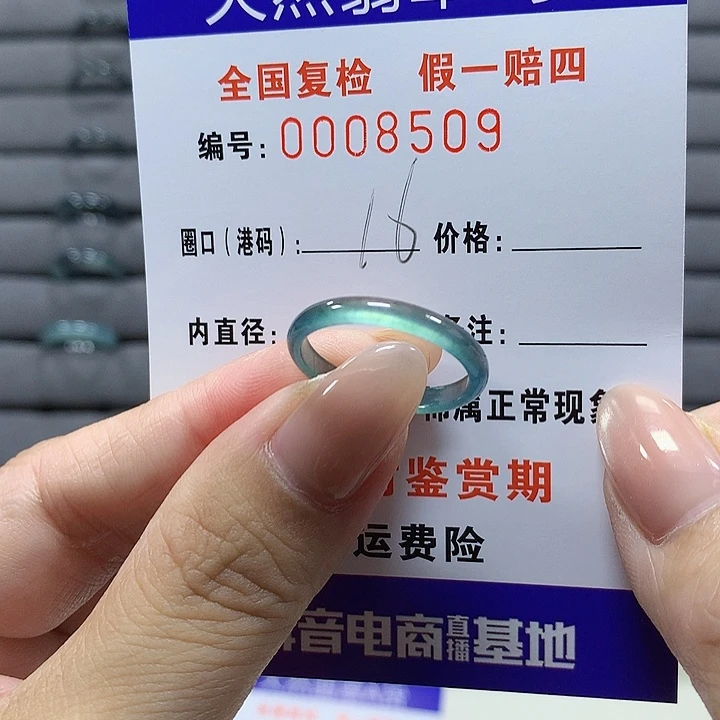 全国复检 假一赔四
编号: 0008509
圈口(港码): 16 价格:
内直径: 注:
属正常现象
鉴赏期
运费险
音电商直播基地